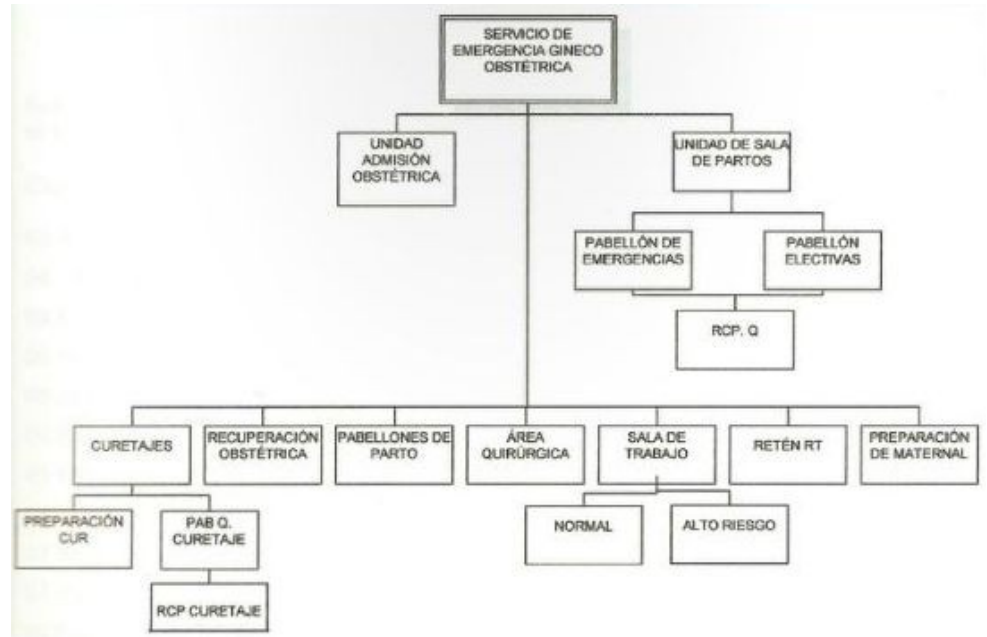 SERVICIO DE
EMERGENCIA GINECO
OBSTÉTRICA
UNIDAD
ADMISIÓN
OBSTÉTRICA
UNIDAD DE SALA
DE PARTOS
PABELLÓN DE
EMERGENCIAS
PABELLÓN
ELECTIVAS
RCP. Q
CURETAJES
RECUPERACIÓN
OBSTÉTRICA
PABELLONES DE
PARTO
ÁREA
QUIRÚRGICA
SALA DE
TRABAJO
RETÉN RT
PREPARACIÓN
DE MATERNAL
PREPARACIÓN
CUR
PAB Q.
CURETAJE
NORMAL
ALTO RIESGO
RCP CURETAJE